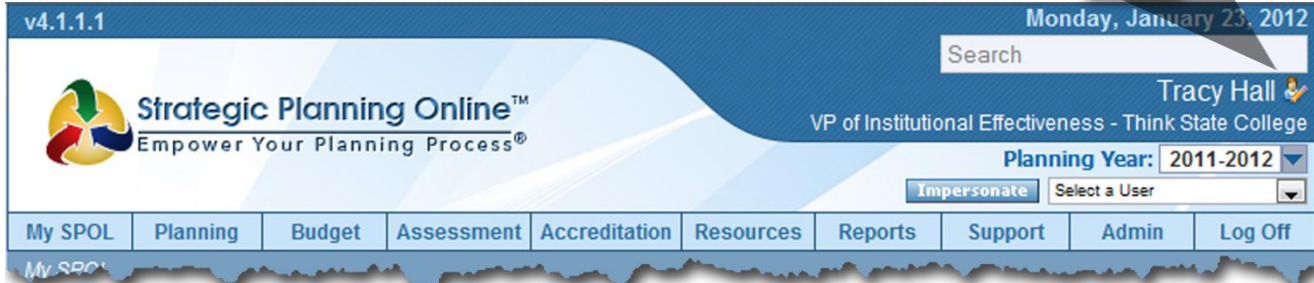 v4.1.1.1
Monday, January 23, 2012
Search
Strategic Planning Online™
Empower Your Planning Process®
Tracy Hall
VP of Institutional Effectiveness - Think State College
Planning Year: 2011-2012
Impersonate Select a User
My SPOL Planning Budget Assessment Accreditation Resources Reports Support Admin Log Off
My SPOL